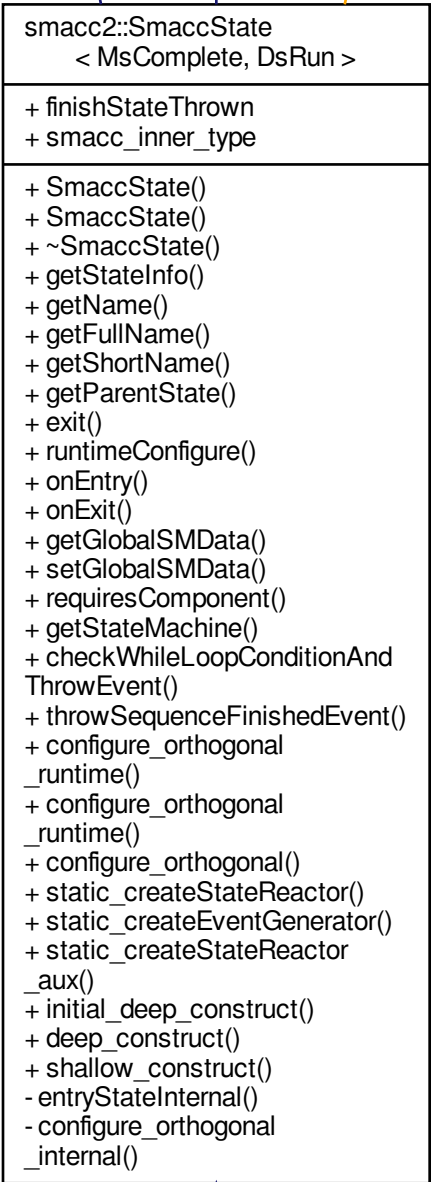 smacc2::SmaccState
< MsComplete, DsRun >
+ finishStateThrown
+ smacc_inner_type
+ SmaccState()
+ SmaccState()
+ ~SmaccState()
+ getStateInfo()
+ getName()
+ getFullName()
+ getShortName()
+ getParentState()
+ exit()
+ runtimeConfigure()
+ onEntry()
+ onExit()
+ getGlobalSMData()
+ setGlobalSMData()
+ requiresComponent()
+ getStateMachine()
+ checkWhileLoopConditionAnd
ThrowEvent()
+ throwSequenceFinishedEvent()
+ configure_orthogonal
_runtime()
+ configure_orthogonal
_runtime()
+ configure_orthogonal()
+ static_createStateReactor()
+ static_createEventGenerator()
+ static_createStateReactor
_aux()
+ initial_deep_construct()
+ deep_construct()
+ shallow_construct()
- entryStateInternal()
- configure_orthogonal
_internal()